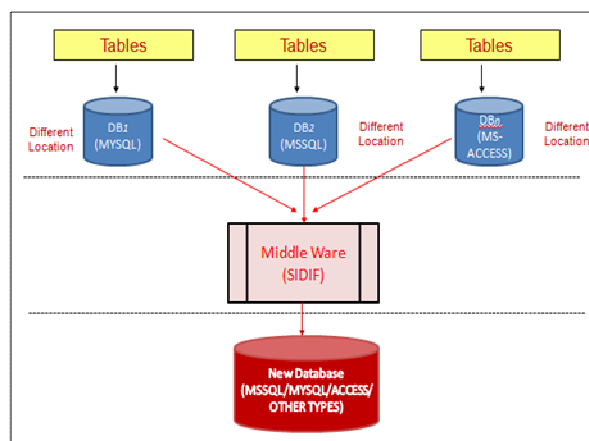 Tables
Tables
Tables
Different
Location
DB1
(MYSQL)
DB2
(MSSQL)
Different
Location
DBn
(MS-
ACCESS)
Different
Location
Middle Ware
(SIDIF)
New Database
(MSSQL/MYSQL/ACCESS/
OTHER TYPES)